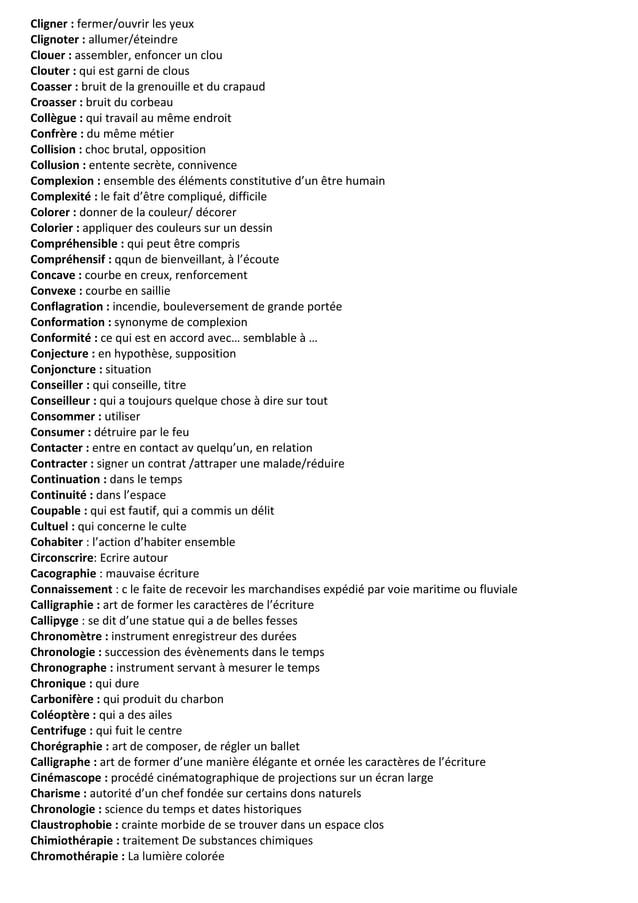 Cligner : fermer/ouvrir les yeux
Clignoter : allumer/éteindre
Clouer : assembler, enfoncer un clou
Clouter : qui est garni de clous
Coasser : bruit de la grenouille et du crapaud
Croasser : bruit du corbeau
Collègue : qui travail au même endroit
Confrère : du même métier
Collision : choc brutal, opposition
Collusion : entente secrète, connivence
Complexion : ensemble des éléments constitutive d’un être humain
Complexité : le fait d’être compliqué, difficile
Colorer : donner de la couleur/ décorer
Colorier : appliquer des couleurs sur un dessin
Compréhensible : qui peut être compris
Compréhensif : qqun de bienveillant, à l’écoute
Concave : courbe en creux, renforcement
Convexe : courbe en saillie
Conflagration : incendie, bouleversement de grande portée
Conformation : synonyme de complexion
Conformité : ce qui est en accord avec… semblable à …
Conjecture : en hypothèse, supposition
Conjoncture : situation
Conseiller : qui conseille, titre
Conseilleur : qui a toujours quelque chose à dire sur tout
Consommer : utiliser
Consumer : détruire par le feu
Contacter : entre en contact av quelqu’un, en relation
Contracter : signer un contrat /attraper une malade/réduire
Continuation : dans le temps
Continuité : dans l’espace
Coupable : qui est fautif, qui a commis un délit
Cultuel : qui concerne le culte
Cohabiter : l’action d’habiter ensemble
Circonscrire: Ecrire autour
Cacographie : mauvaise écriture
Connaissement : c le faite de recevoir les marchandises expédié par voie maritime ou fluviale
Calligraphie : art de former les caractères de l’écriture
Callipyge : se dit d’une statue qui a de belles fesses
Chronomètre : instrument enregistreur des durées
Chronologie : succession des évènements dans le temps
Chronographe : instrument servant à mesurer le temps
Chronique : qui dure
Carbonifère : qui produit du charbon
Coléoptère : qui a des ailes
Centrifuge : qui fuit le centre
Chorégraphie : art de composer, de régler un ballet
Calligraphe : art de former d’une manière élégante et ornée les caractères de l’écriture
Cinémascope : procédé cinématographique de projections sur un écran large
Charisme : autorité d’un chef fondée sur certains dons naturels
Chronologie : science du temps et dates historiques
Claustrophobie : crainte morbide de se trouver dans un espace clos
Chimiothérapie : traitement De substances chimiques
Chromothérapie : La lumière colorée